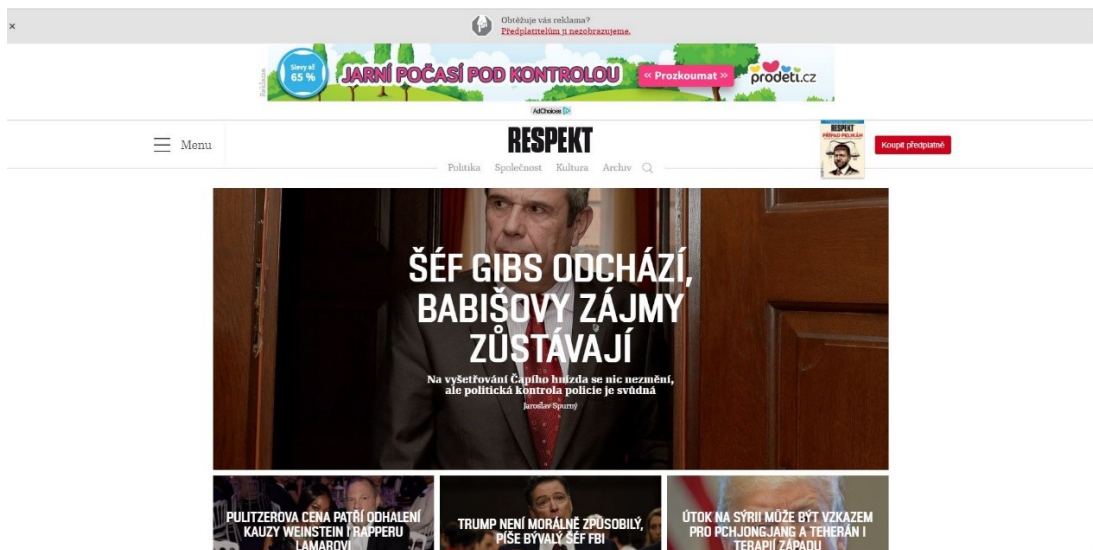 ×
Obtěžuje vás reklama?
Předplatitelům ji nezobrazujeme.
Reklama
Slevy až
65 %
JARNÍ POČASÍ POD KONTROLOU
« Prozkoumat »
prodeti.cz
AdChoices
Menu
RESPEKT
RESPEKT
PŘÍPAD PELIKÁN
Koupit předplatné
Politika Společnost Kultura Archiv
ŠÉF GIBS ODCHÁZÍ,
BABIŠOVY ZÁJMY
ZŮSTÁVAJÍ
Na vyšetřování Čapího hnízda se nic nezmění,
ale politická kontrola policie je svůdná
Jaroslav Spurný
PULITZEROVA CENA PATŘÍ ODHALENÍ
KAUZY WEINSTEIN I RAPPERU
LAMAROVI
TRUMP NENÍ MORÁLNĚ ZPŮSOBILÝ,
PÍŠE BÝVALÝ ŠÉF FBI
ÚTOK NA SÝRII MŮŽE BÝT VZKAZEM
PRO PCHJONGJANG A TEHERÁN I
TERAPIÍ ZÁPADU